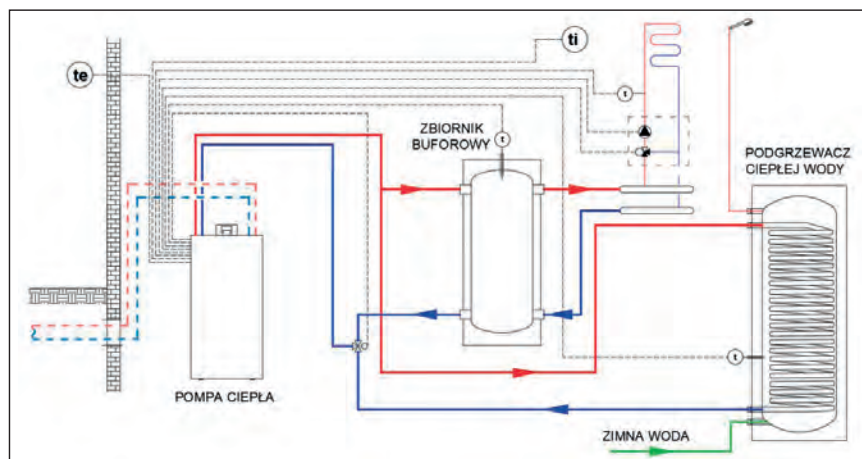 te
ti
t
t
ZBIORNIK
BUFOROWY
PODGRZEWACZ
CIEPŁEJ WODY
t
POMPA CIEPŁA
ZIMNA WODA